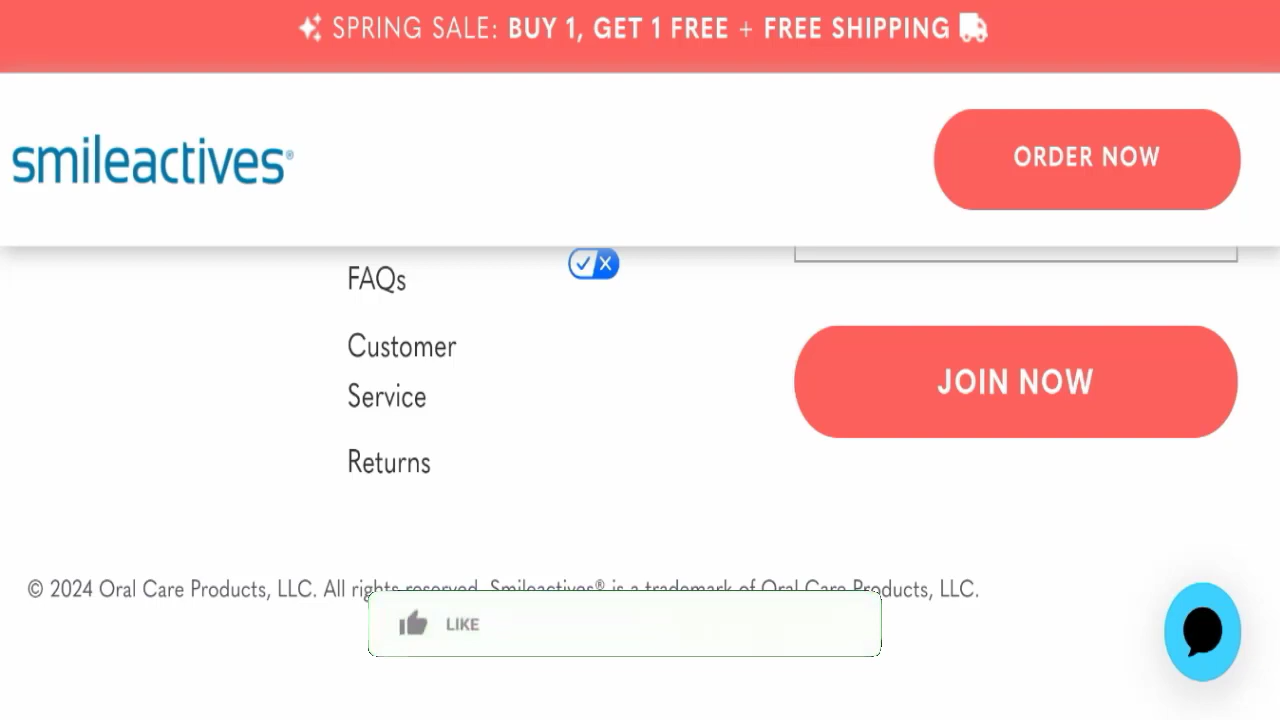 SPRING SALE: BUY 1, GET 1 FREE + FREE SHIPPING
smileactives®
ORDER NOW
FAQs
Customer
Service
Returns
JOIN NOW
© 2024 Oral Care Products, LLC. All rights reserved. Smileactives® is a trademark of Oral Care Products, LLC.
LIKE